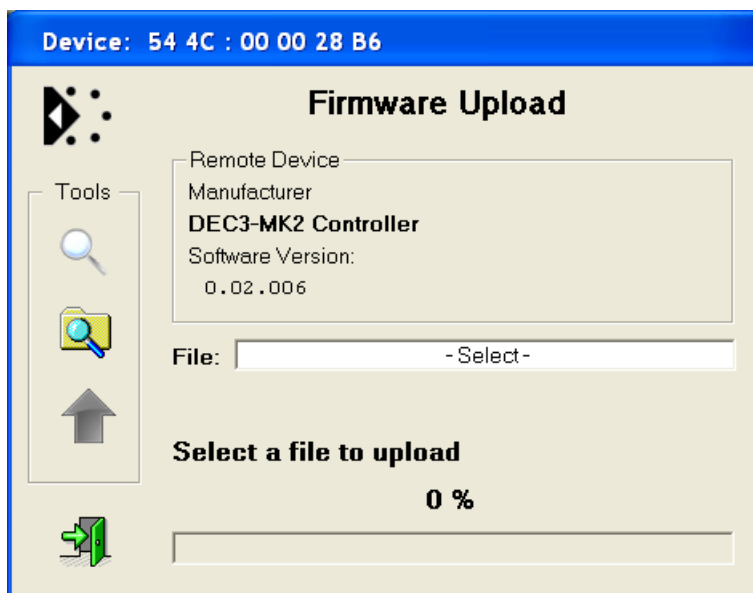 Device: 54 4C : 00 00 28 B6
Firmware Upload
Remote Device
Manufacturer
DEC3-MK2 Controller
Software Version:
0.02.006
Tools
File: -Select-
Select a file to upload
0 %